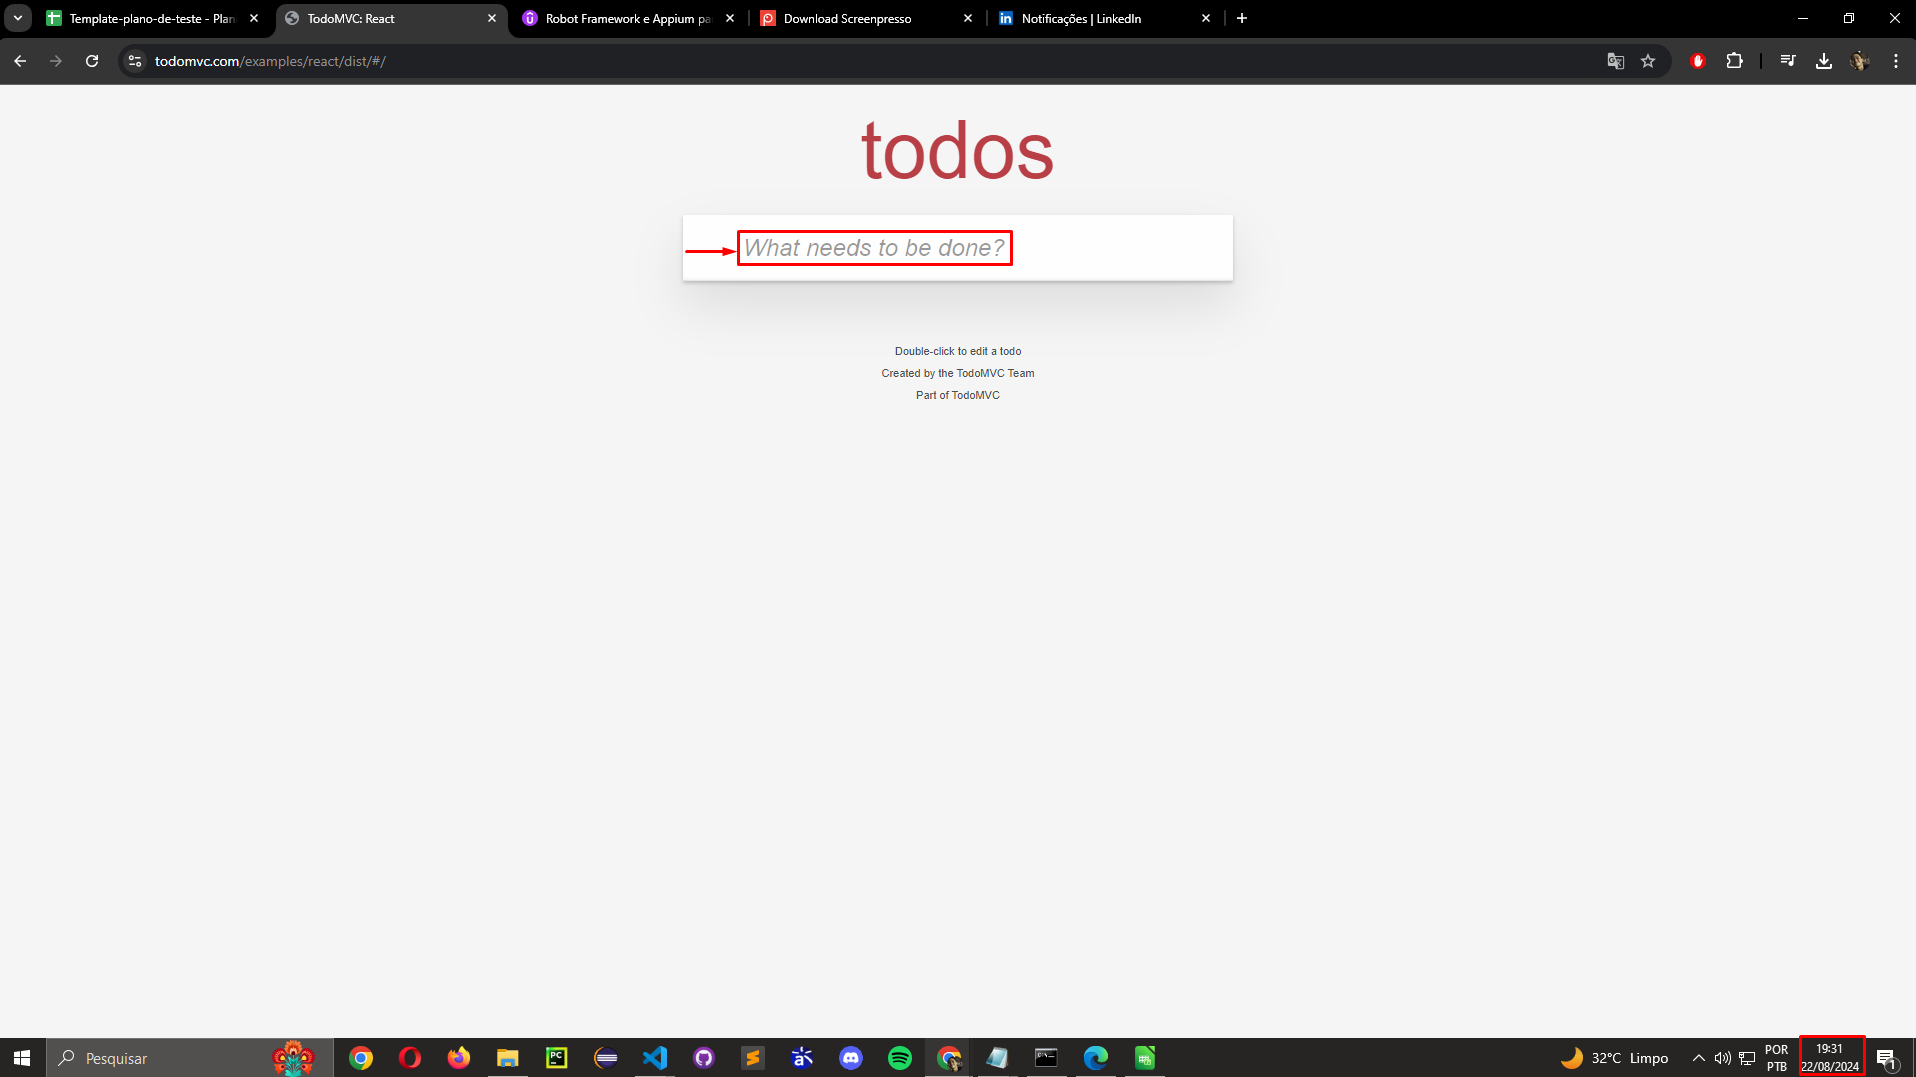 Template-plano-de-teste - Plan
TodoMVC: React
Robot Framework e Appium pa
Download Screenpresso
Notificações | LinkedIn
todomvc.com/examples/react/dist/#/
todos
What needs to be done?
Double-click to edit a todo
Created by the TodoMVC Team
Part of TodoMVC
Pesquisar
32°C Limpo
POR
PTB
19:31
22/08/2024
1